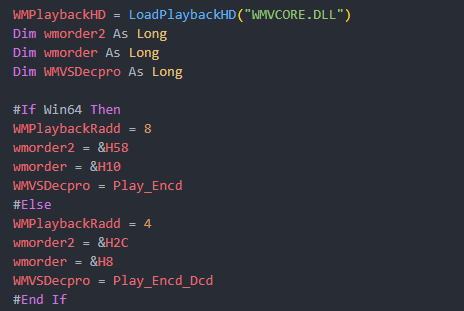 WMPlaybackHD = LoadPlaybackHD("WMVCORE.DLL")
Dim wmorder2 As Long
Dim wmorder As Long
Dim WMVSDecpro As Long
#If Win64 Then
WMPlaybackRadd = 8
wmorder2 = &H58
wmorder = &H10
WMVSDecpro = Play_Encd
#Else
WMPlaybackRadd = 4
wmorder2 = &H2C
wmorder = &H8
WMVSDecpro = Play_Encd_Dcd
#End If